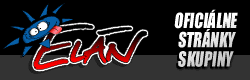 ELÁN
OFICIÁLNE
STRÁNKY
SKUPINY